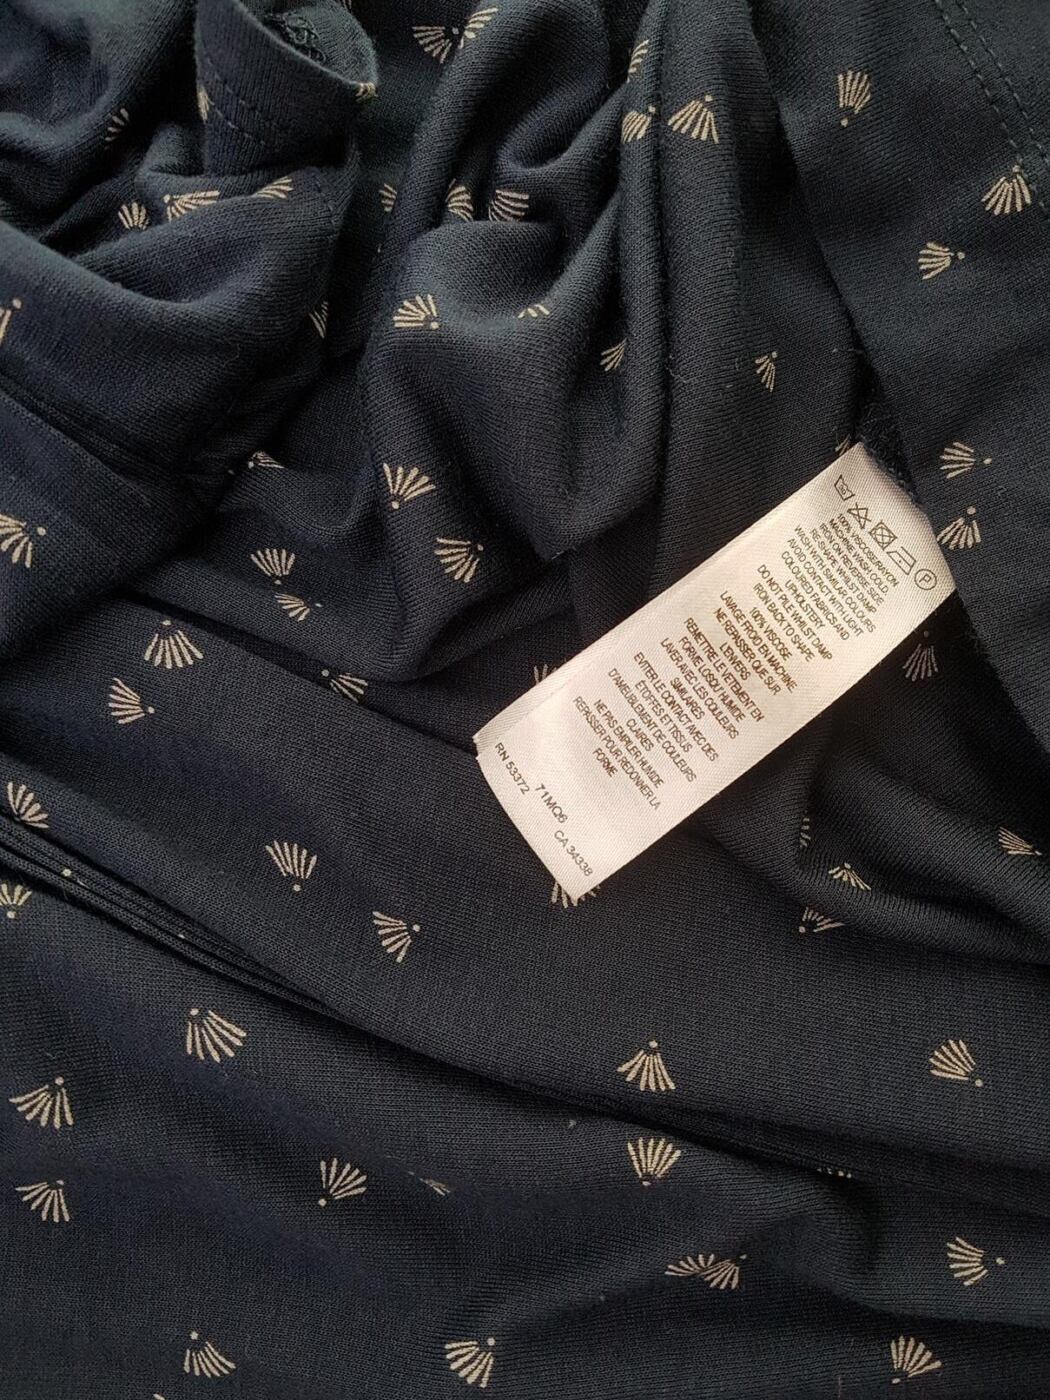 P
100% VISCOSE/RAYON
MACHINE WASH COLD.
IRON ON REVERSE SIDE.
RESHAPE WHILST DAMP
WASH WITH SIMILAR COLOURS
AVOID CONTACT WITH LIGHT
COLOURED FABRICS AND
UPHOLSTERY
DO NOT PILE WHILST DAMP
IRON BACK TO SHAPE
100% VISCOSE
LAVAGE FROID EN MACHINE.
NE REPASSER QUE SUR
L'ENVERS
REMETTRE LE VÊTEMENT EN
FORME LORSQU'HUMIDE
LAVER AVEC LES COULEURS
SIMILAIRES
EVITER LE CONTACT AVEC DES
ETOFFES ET TISSUS
D'AMEUBLEMENT DE COULEURS
CLAIRES
NE PAS EMPILER HUMIDE
REPASSER POUR REDONNER LA
FORME
71MQ6
RN 53372 CA 34338